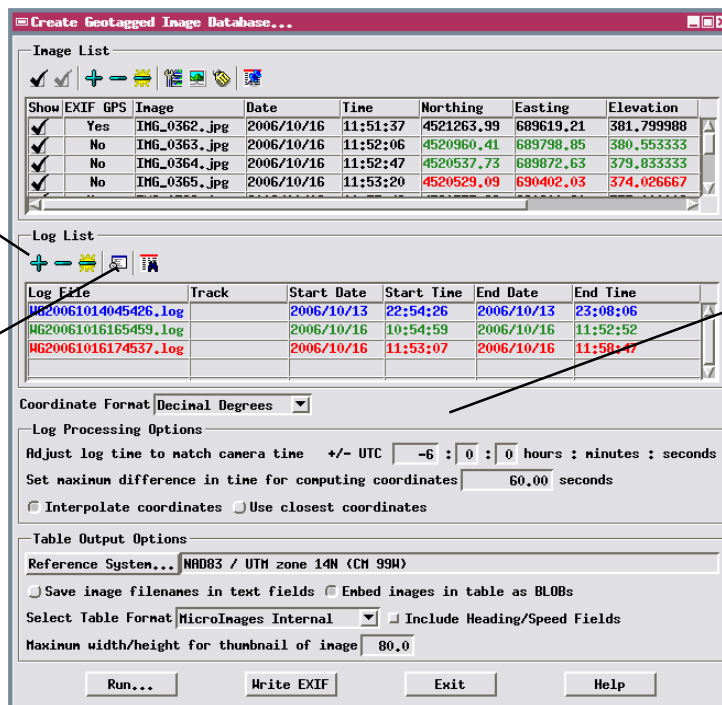 Create Geotagged Image Database...
Image List
Show EXIF GPS Image Date Time Northing Easting Elevation
Yes IMG_0362.jpg 2006/10/16 11:51:37 4521263.99 689619.21 381.799988
No IMG_0363.jpg 2006/10/16 11:52:06 4520960.41 689798.85 380.553333
No IMG_0364.jpg 2006/10/16 11:52:47 4520537.73 689872.63 379.833333
No IMG_0365.jpg 2006/10/16 11:53:20 4520529.09 690402.03 374.026667
Log List
Log File Track Start Date Start Time End Date End Time
WG20061014045426.log 2006/10/13 22:54:26 2006/10/13 23:08:06
WG20061016165459.log 2006/10/16 10:54:59 2006/10/16 11:52:52
WG20061016174537.log 2006/10/16 11:53:07 2006/10/16 11:58:47
Coordinate Format Decimal Degrees
Log Processing Options
Adjust log time to match camera time +/- UTC -6 : 0 : 0 hours : minutes : seconds
Set maximum difference in time for computing coordinates 60.00 seconds
Interpolate coordinates Use closest coordinates
Table Output Options
Reference System... NAD83 / UTM zone 14N (CM 99W)
Save image filenames in text fields Embed images in table as BLOBs
Select Table Format MicroImages Internal Include Heading/Speed Fields
Maximum width/height for thumbnail of image 80.0
Run... Write EXIF Exit Help